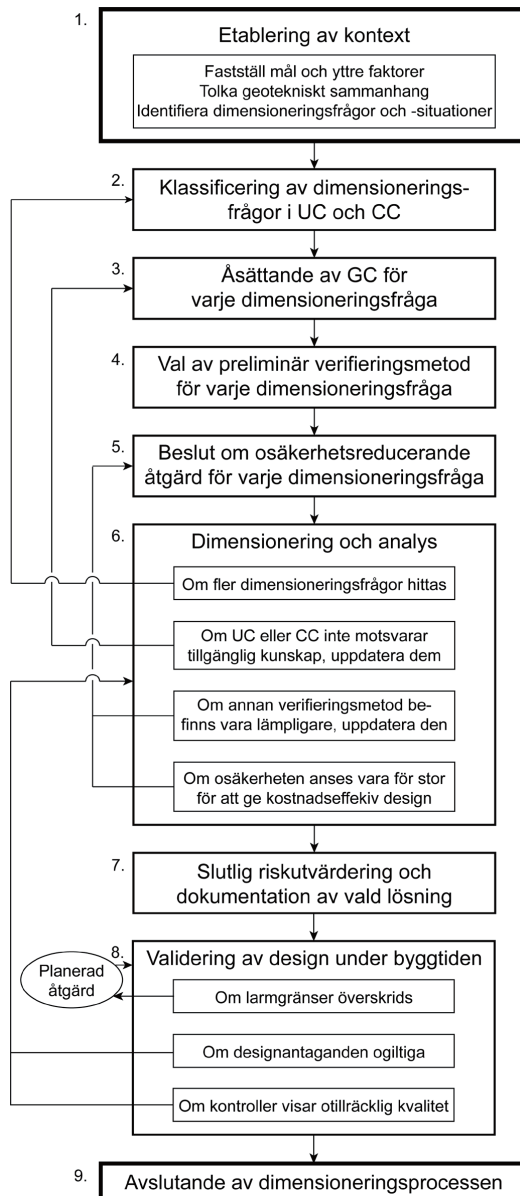 1.
Etablering av kontext
Fastställ mål och yttre faktorer
Tolka geotekniskt sammanhang
Identifiera dimensioneringsfrågor och -situationer
2.
Klassificering av dimensionerings-
frågor i UC och CC
3.
Åsättande av GC för
varje dimensioneringsfråga
4.
Val av preliminär verifieringsmetod
för varje dimensioneringsfråga
5.
Beslut om osäkerhetsreducerande
åtgärd för varje dimensioneringsfråga
6.
Dimensionering och analys
Om fler dimensioneringsfrågor hittas
Om UC eller CC inte motsvarar
tillgänglig kunskap, uppdatera dem
Om annan verifieringsmetod be-
finns vara lämpligare, uppdatera den
Om osäkerheten anses vara för stor
för att ge kostnadseffekiv design
7.
Slutlig riskutvärdering och
dokumentation av vald lösning
8.
Validering av design under byggtiden
Planerad
åtgärd
Om larmgränser överskrids
Om designantaganden ogiltiga
Om kontroller visar otillräcklig kvalitet
9.
Avslutande av dimensioneringsprocessen